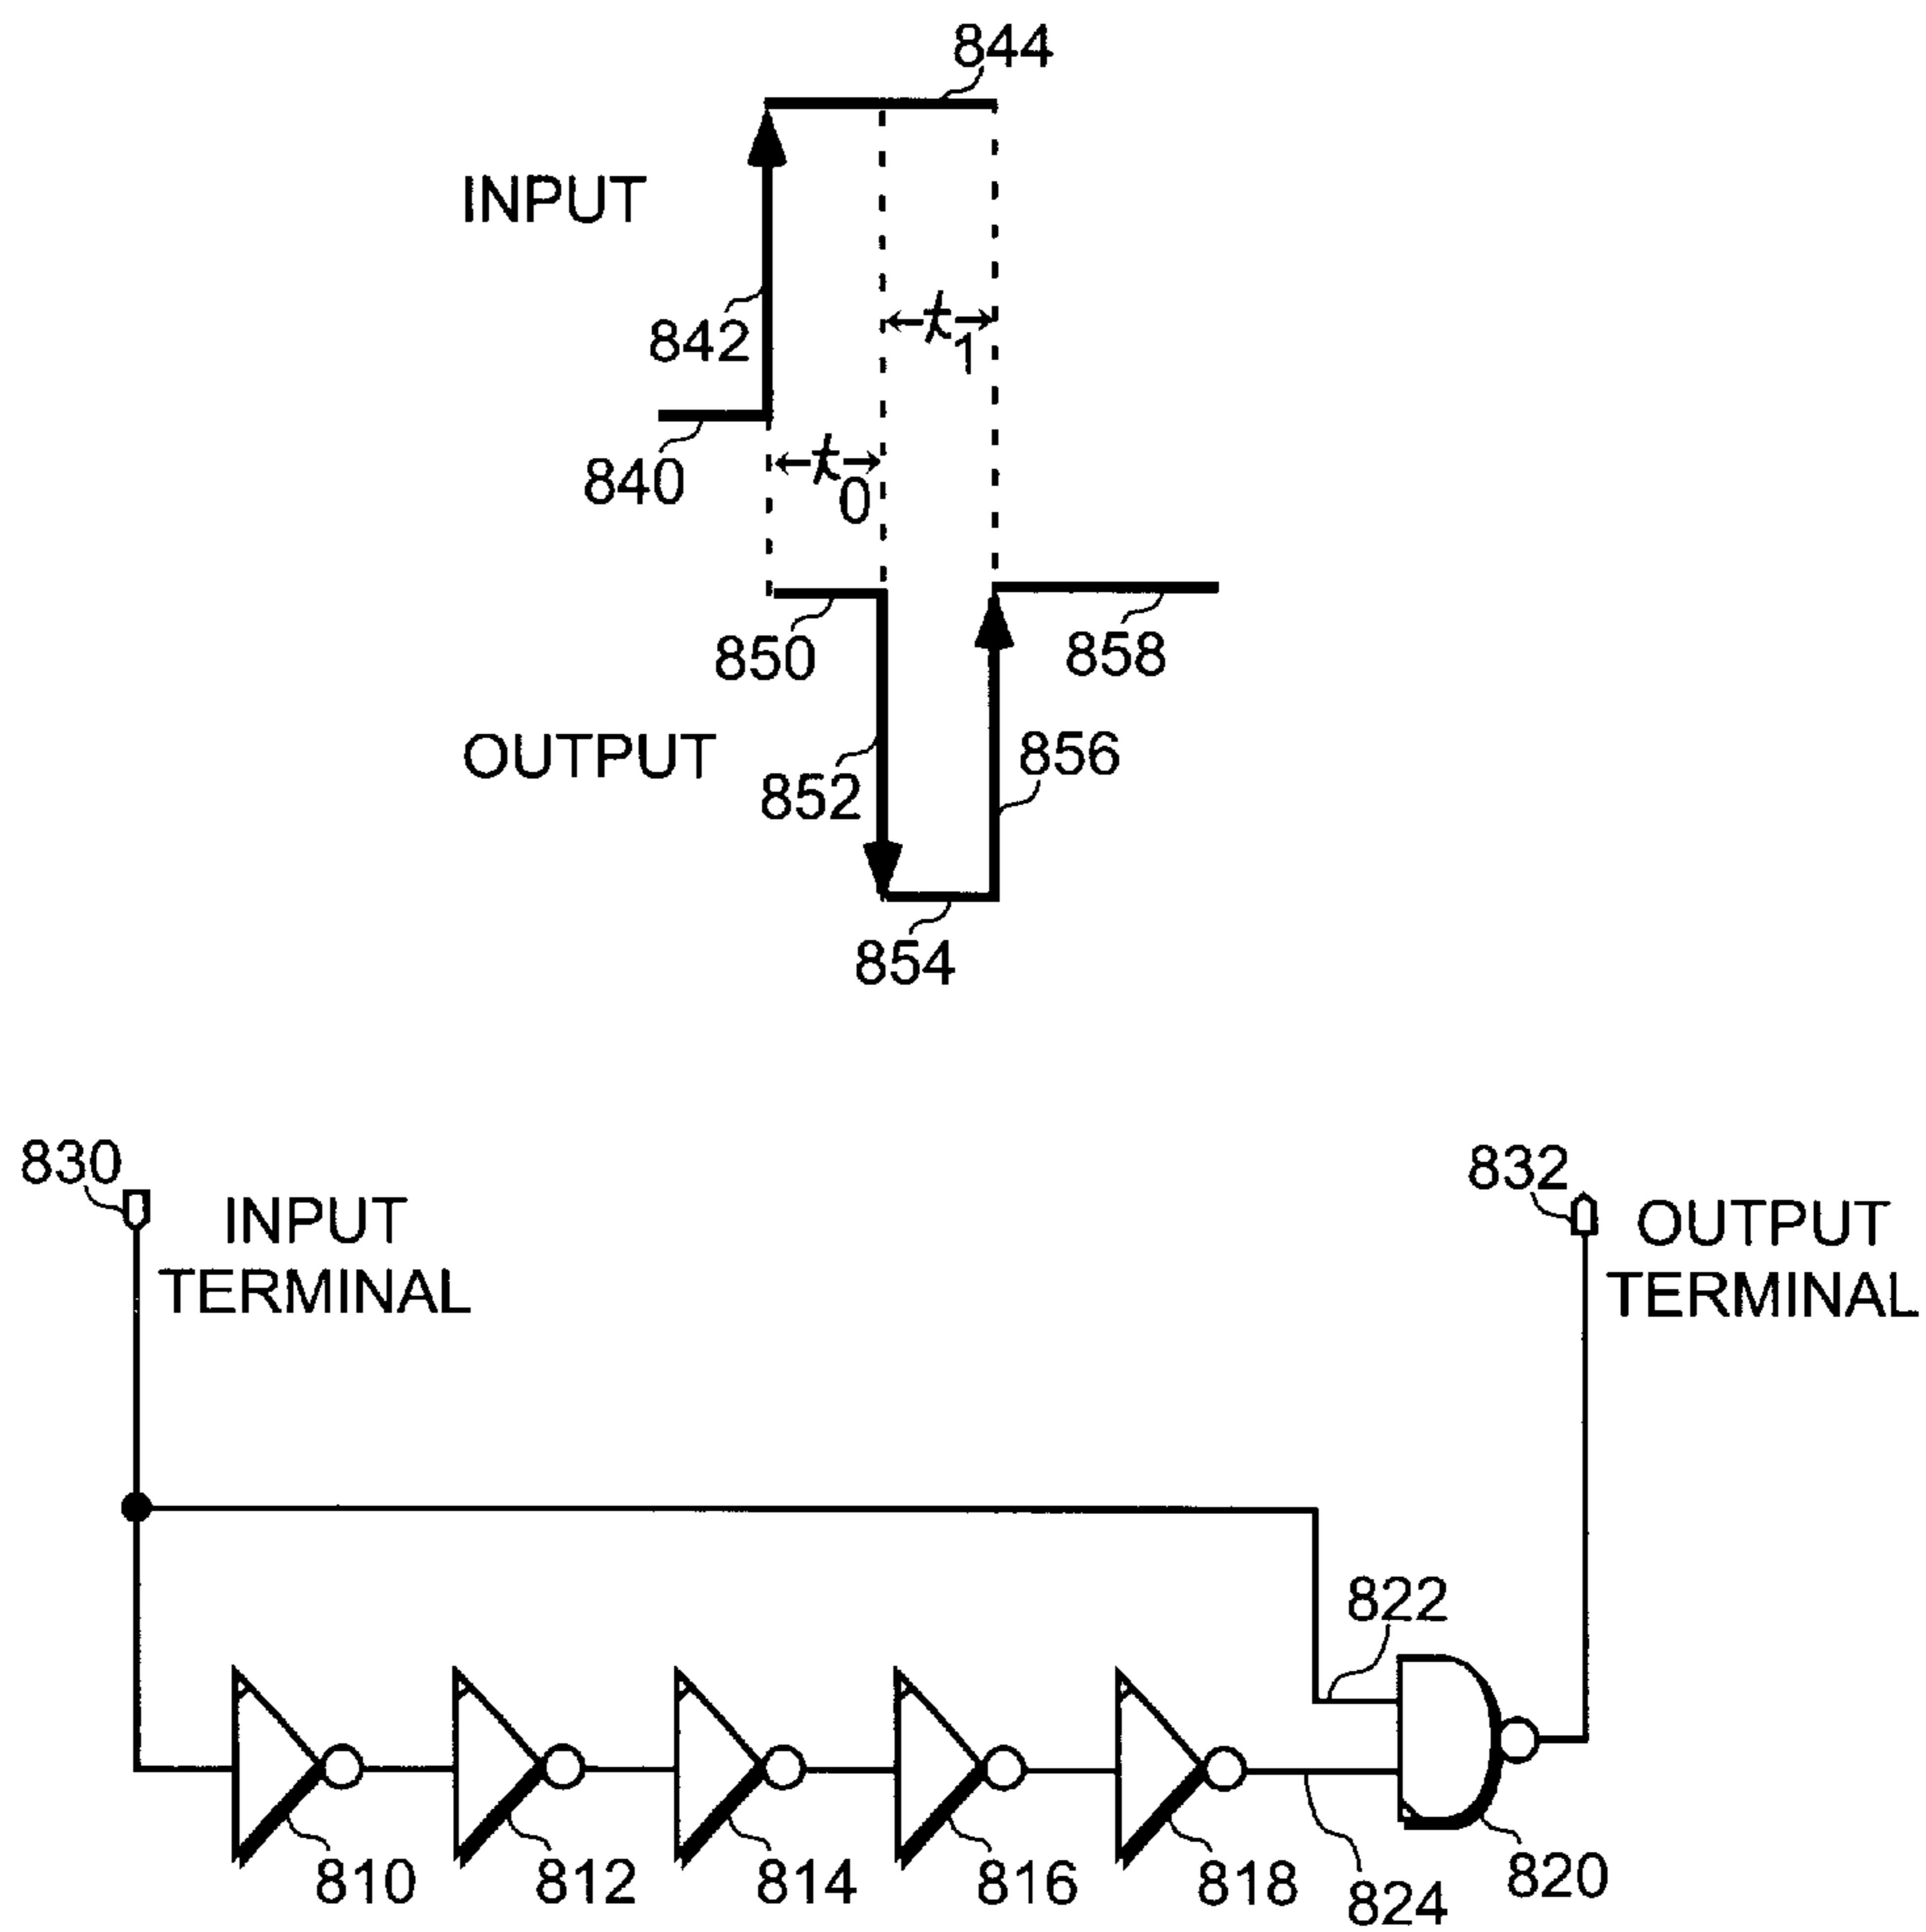 844
INPUT
t1
842
840
t0
850
858
OUTPUT
856
852
854
830
INPUT
TERMINAL
832
OUTPUT
TERMINAL
822
810
812
814
816
818
824
820